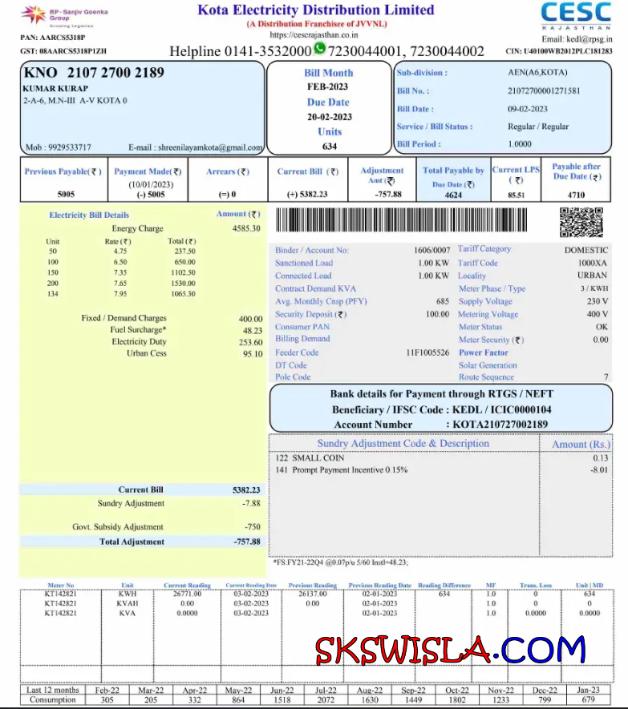 RP- Sanjiv Goenka
Group
Growing Legacies
PAN: AARCS5318P
GST: 08AARCS5318P1ZH
Kota Electricity Distribution Limited
(A Distribution Franchisee of JVVNL)
https://cescrajasthan.co.in
Helpline 0141-3532000 7230044001, 7230044002
CESC
RAJASTHAN
Email: kedl@rpsg.in
CIN: U40100WB2012PLC181283
KNO 2107 2700 2189
KUMAR KURAP
2-A-6, M.N-III A-V KOTA 0
Mob : 9929533717 E-mail : shreenilayamkota@gmail.com
Bill Month
FEB-2023
Due Date
20-02-2023
Units
634
Sub-division : AEN(A6,KOTA)
Bill No. : 21072700001271581
Bill Date : 09-02-2023
Service / Bill Status : Regular / Regular
Bill Period : 1.0000
Previous Payable(₹) Payment Made(₹) Arrears (₹) Current Bill (₹) Adjustment Amt (₹) Total Payable by Due Date (₹) Current LPS (₹) Payable after Due Date (₹)
(10/01/2023)
5005 (-) 5005 (=) 0 (+) 5382.23 -757.88 4624 85.51 4710
Electricity Bill Details Amount (₹)
Energy Charge 4585.30
Unit Rate (₹) Total (₹)
50 4.75 237.50
100 6.50 650.00
150 7.35 1102.50
200 7.65 1530.00
134 7.95 1065.30
Fixed / Demand Charges 400.00
Fuel Surcharge* 48.23
Electricity Duty 253.60
Urban Cess 95.10
Current Bill 5382.23
Sundry Adjustment -7.88
Govt. Subsidy Adjustment -750
Total Adjustment -757.88
Binder / Account No: 1606/0007 Tariff Category DOMESTIC
Sanctioned Load 1.00 KW Tariff Code 1000XA
Connected Load 1.00 KW Locality URBAN
Contract Demand KVA Meter Phase / Type 3 / KWH
Avg. Monthly Cnsp (PFY) 685 Supply Voltage 230 V
Security Deposit (₹) 100.00 Metering Voltage 400 V
Consumer PAN Meter Status OK
Billing Demand Meter Security (₹) 0.00
Feeder Code 11F1005526 Power Factor
DT Code Solar Generation
Pole Code Route Sequence 7
Bank details for Payment through RTGS / NEFT
Beneficiary / IFSC Code : KEDL / ICIC0000104
Account Number : KOTA210727002189
Sundry Adjustment Code & Description Amount (Rs.)
122 SMALL COIN 0.13
141 Prompt Payment Incentive 0.15% -8.01
*FS:FY21-22Q4 @0.07p/u 5/60 Instl=48.23;
Meter No Unit Current Reading Current Reading Date Previous Reading Previous Reading Date Reading Difference MF Trans. Loss Unit | MD
KT142821 KWH 26771.00 03-02-2023 26137.00 02-01-2023 634 1.0 0 634
KT142821 KVAH 0.00 03-02-2023 0.00 02-01-2023 1.0 0 0
KT142821 KVA 0.0000 03-02-2023 02-01-2023 1.0 0.0000 0.0000
SKSWISLA.COM
Last 12 months Feb-22 Mar-22 Apr-22 May-22 Jun-22 Jul-22 Aug-22 Sep-22 Oct-22 Nov-22 Dec-22 Jan-23
Consumption 305 205 332 864 1518 2072 1630 1449 1802 1233 799 679